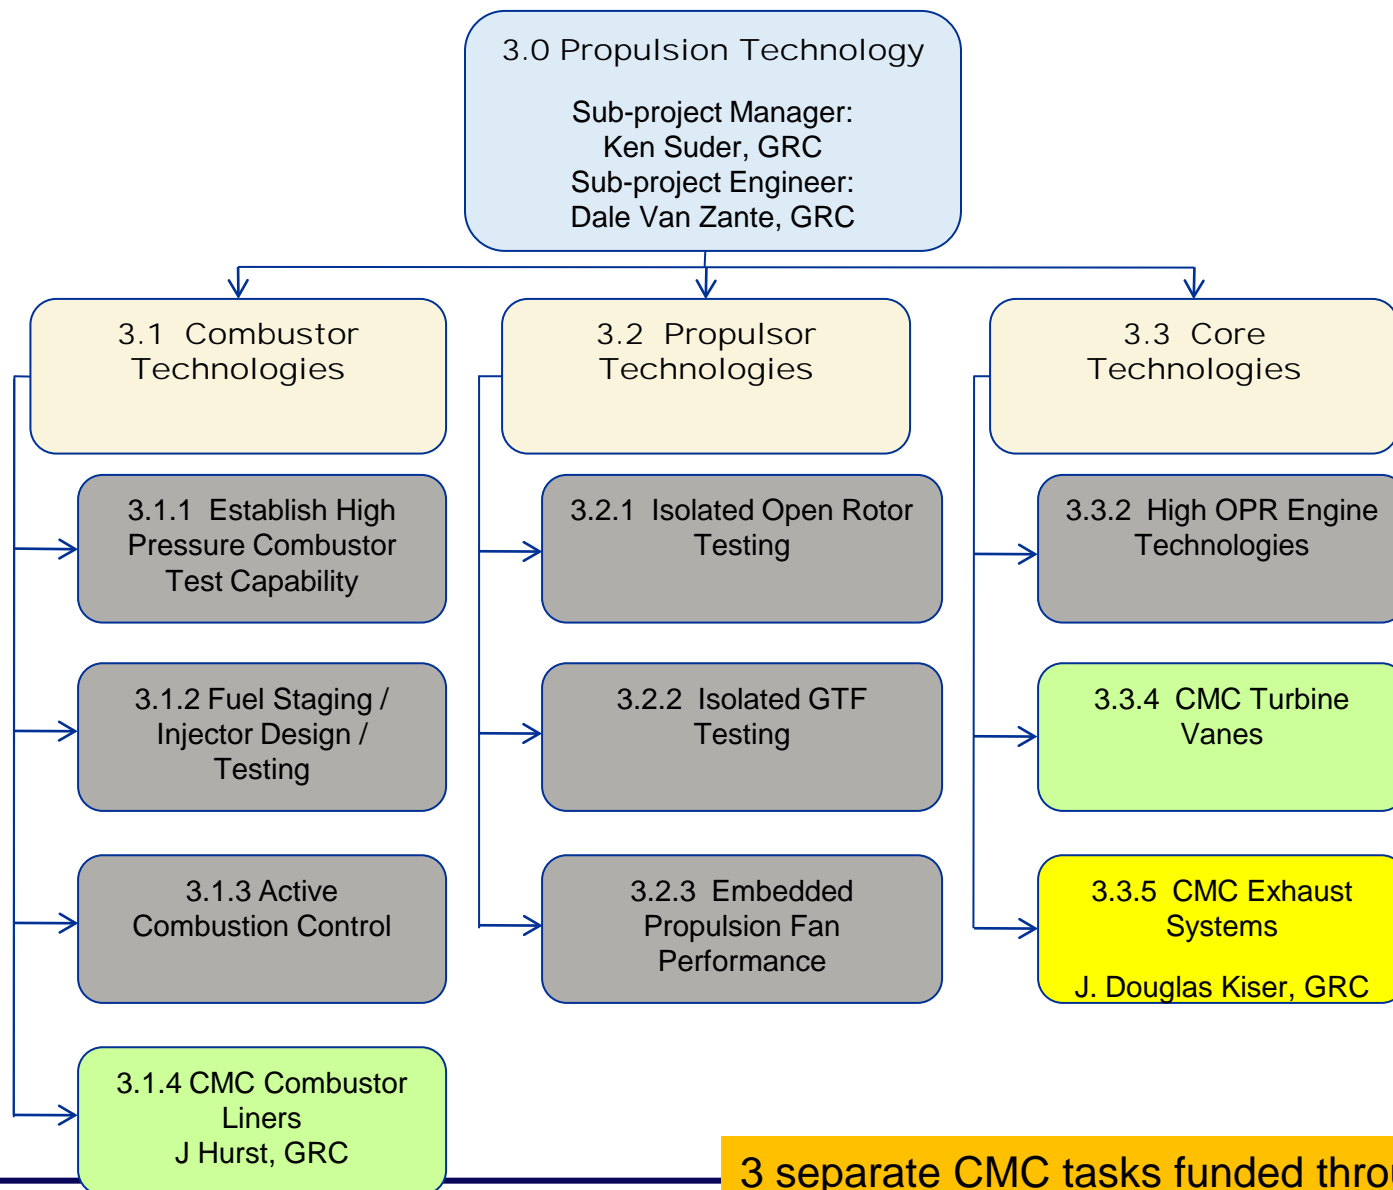 3.0 Propulsion Technology
Sub-project Manager:
Ken Suder, GRC
Sub-project Engineer:
Dale Van Zante, GRC
3.1 Combustor
Technologies
3.2 Propulsor
Technologies
3.3 Core
Technologies
3.1.1 Establish High
Pressure Combustor
Test Capability
3.2.1 Isolated Open Rotor
Testing
3.3.2 High OPR Engine
Technologies
3.1.2 Fuel Staging /
Injector Design /
Testing
3.2.2 Isolated GTF
Testing
3.3.4 CMC Turbine
Vanes
3.1.3 Active
Combustion Control
3.2.3 Embedded
Propulsion Fan
Performance
3.3.5 CMC Exhaust
Systems
J. Douglas Kiser, GRC
3.1.4 CMC Combustor
Liners
J Hurst, GRC
3 separate CMC tasks funded